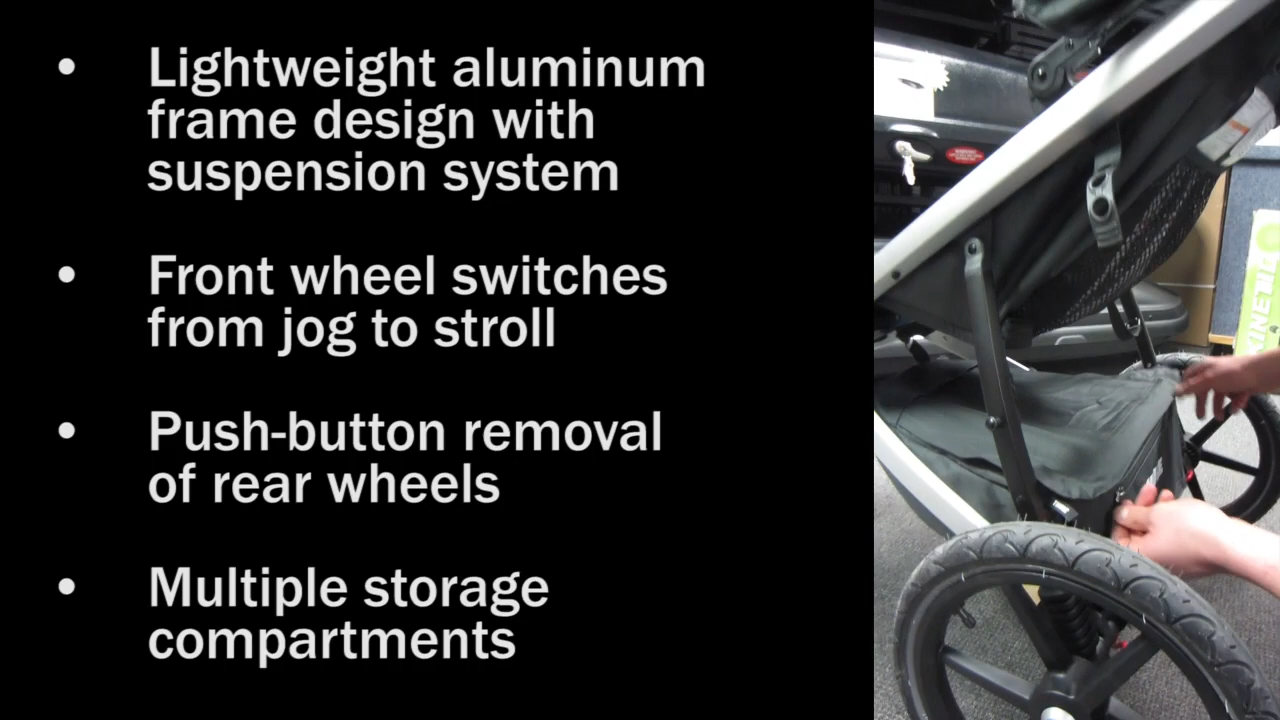 • Lightweight aluminum
frame design with
suspension system
• Front wheel switches
from jog to stroll
• Push-button removal
of rear wheels
• Multiple storage
compartments
KINETIC